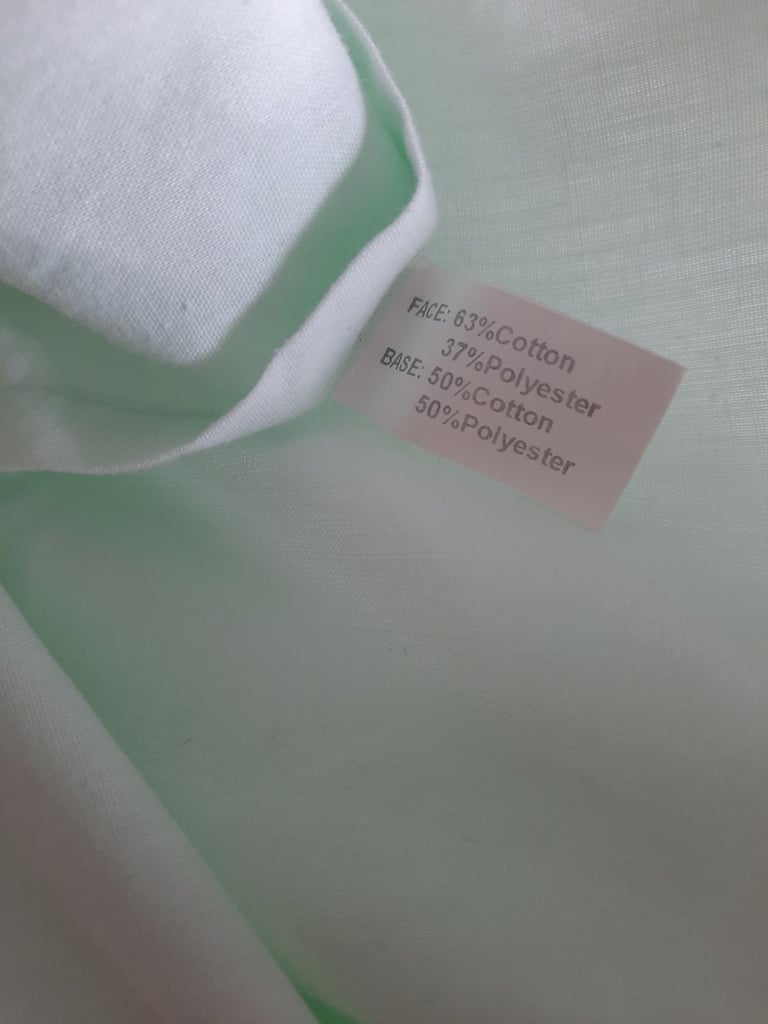 FACE: 63%Cotton
37%Polyester
BASE: 50%Cotton
50%Polyester